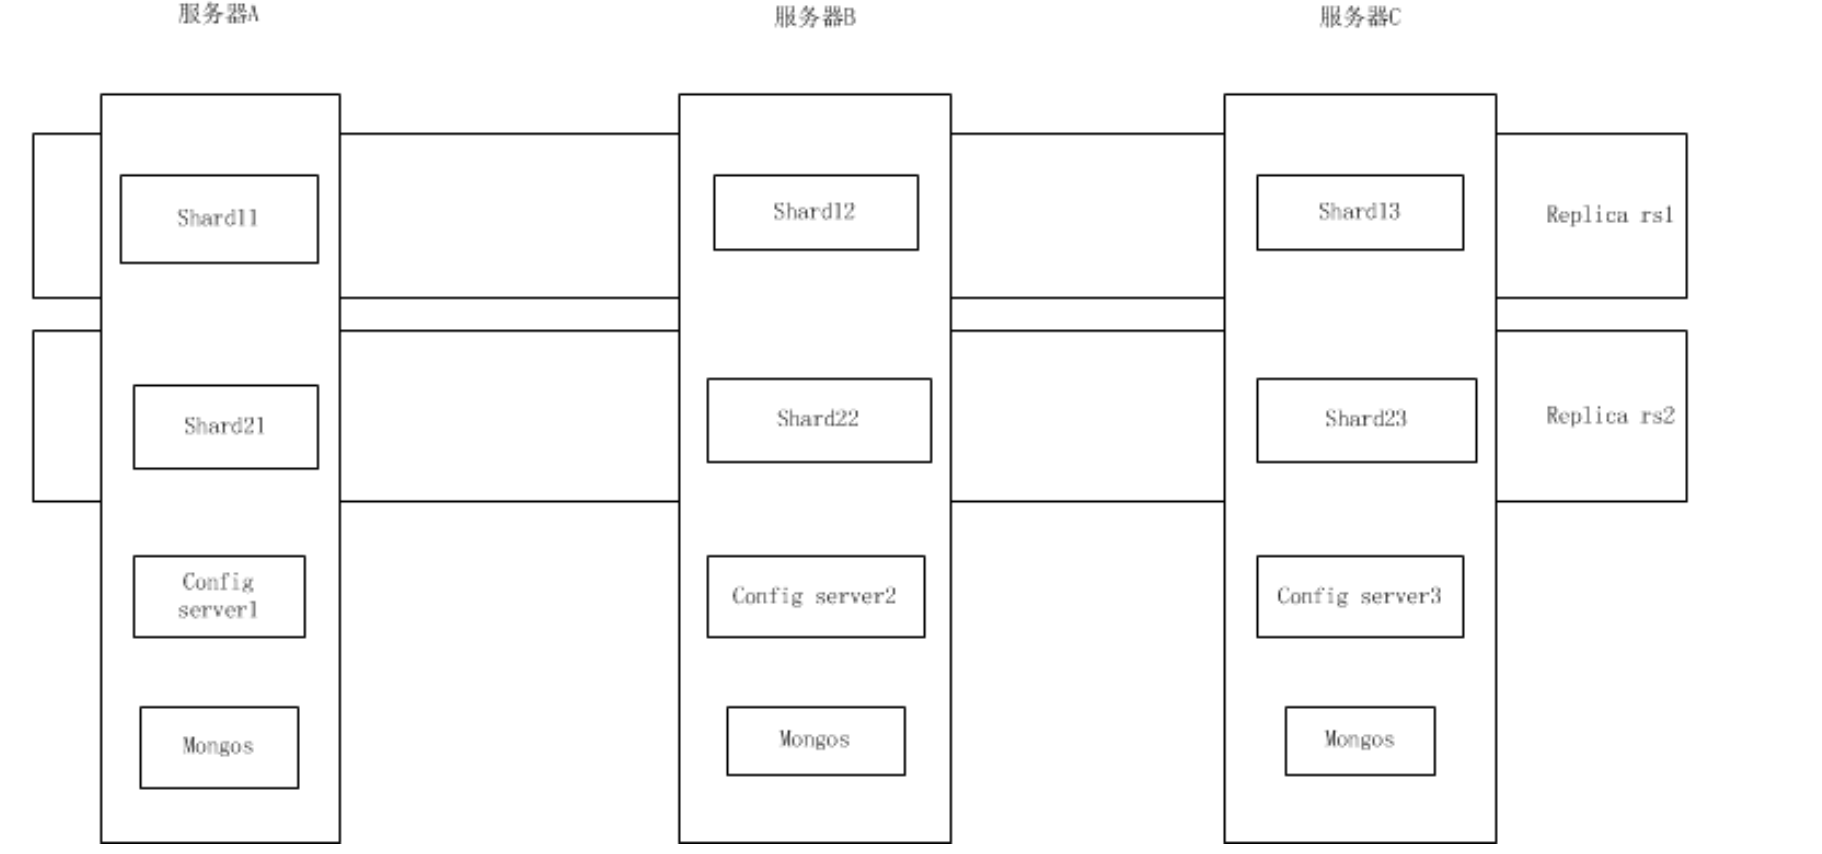 服务器A
服务器B
服务器C
Shard11
Shard12
Shard13
Replica rs1
Shard21
Shard22
Shard23
Replica rs2
Config
server1
Config server2
Config server3
Mongos
Mongos
Mongos